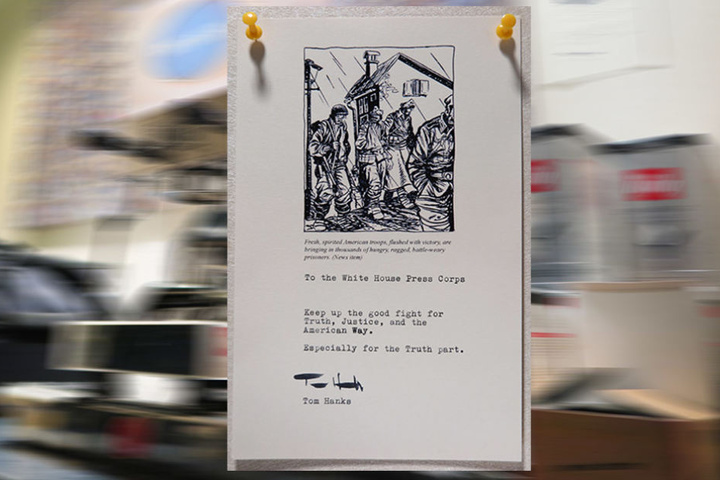 Fresh, spirited American troops, flushed with victory, are
bringing in thousands of hungry, ragged, battle-weary
prisoners. (News item)
To the White House Press Corps
Keep up the good fight for
Truth, Justice, and the
American Way.
Especially for the Truth part.
Tom Hanks
Tom Hanks